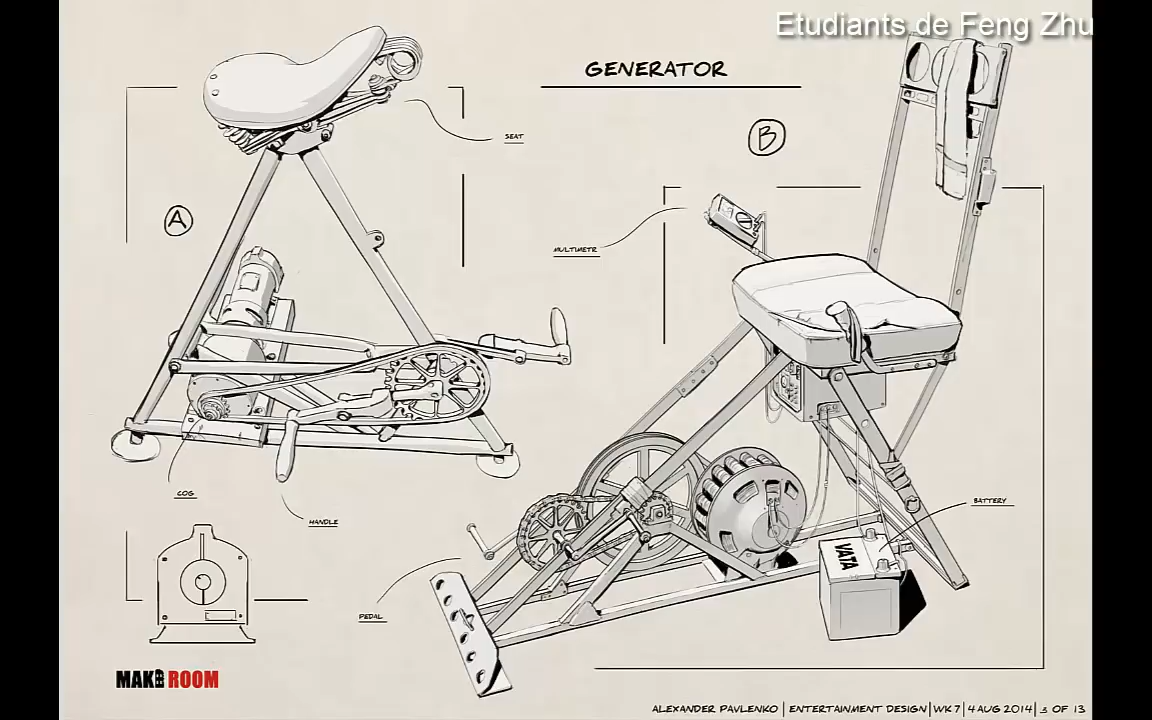 Etudiants de Feng Zhu
GENERATOR
A
B
SEAT
MULTIMETR
COG
HANDLE
BATTERY
VATA
PEDAL
MAKE ROOM
ALEXANDER PAVLENKO | ENTERTAINMENT DESIGN | WK 7 | 4 AUG 2014 | 3 OF 13